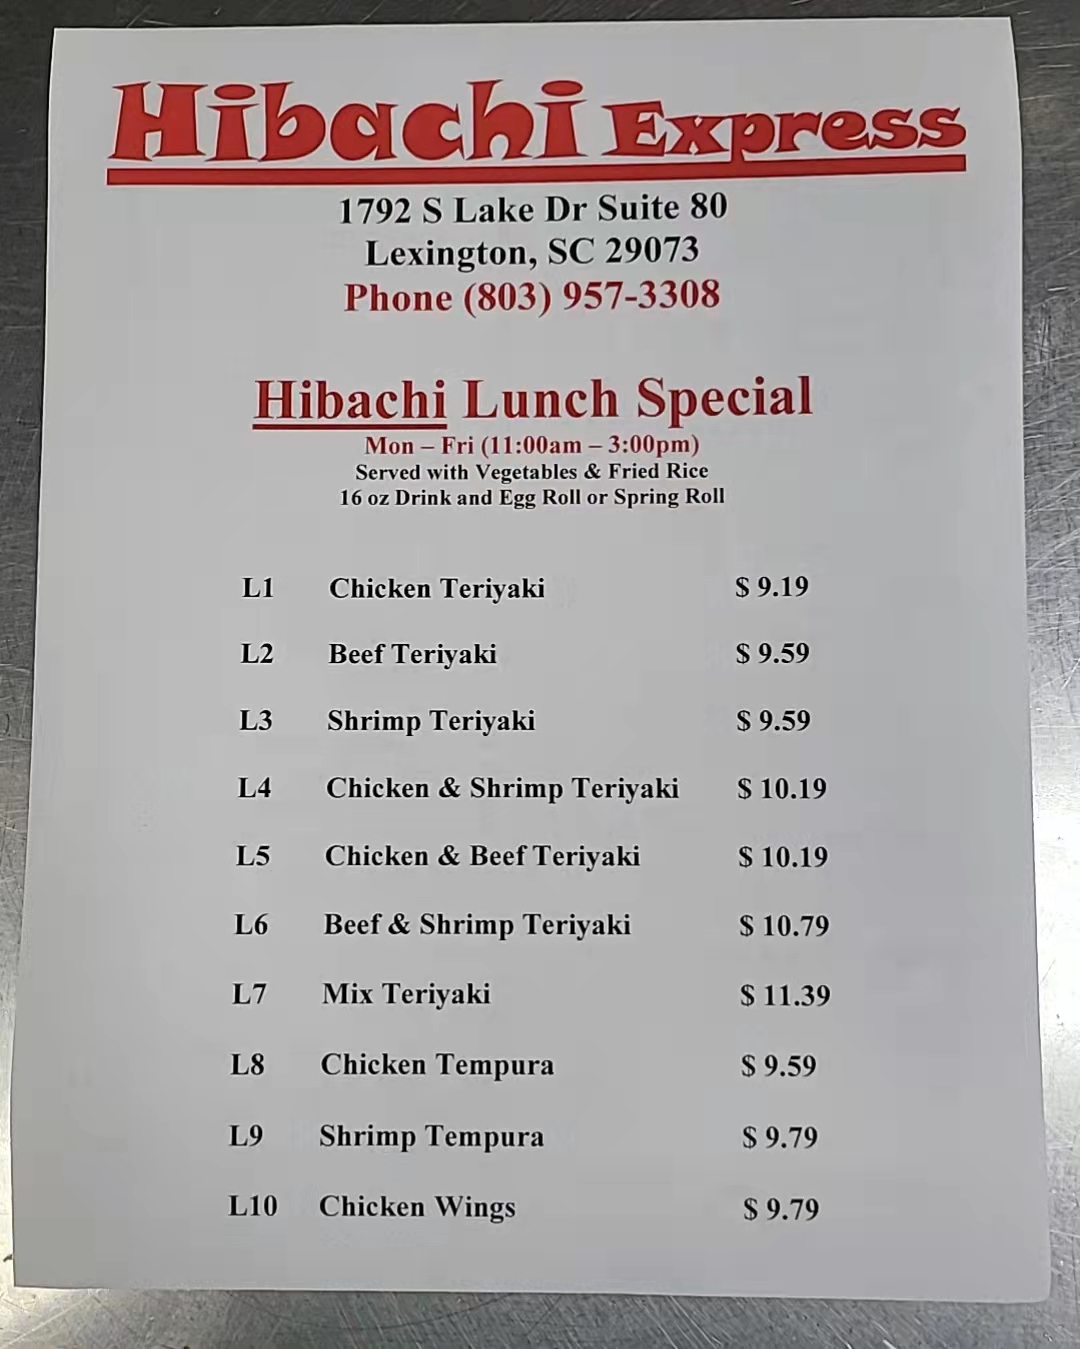 Hibachi Express
1792 S Lake Dr Suite 80
Lexington, SC 29073
Phone (803) 957-3308
Hibachi Lunch Special
Mon – Fri (11:00am – 3:00pm)
Served with Vegetables & Fried Rice
16 oz Drink and Egg Roll or Spring Roll
L1 Chicken Teriyaki $ 9.19
L2 Beef Teriyaki $ 9.59
L3 Shrimp Teriyaki $ 9.59
L4 Chicken & Shrimp Teriyaki $ 10.19
L5 Chicken & Beef Teriyaki $ 10.19
L6 Beef & Shrimp Teriyaki $ 10.79
L7 Mix Teriyaki $ 11.39
L8 Chicken Tempura $ 9.59
L9 Shrimp Tempura $ 9.79
L10 Chicken Wings $ 9.79